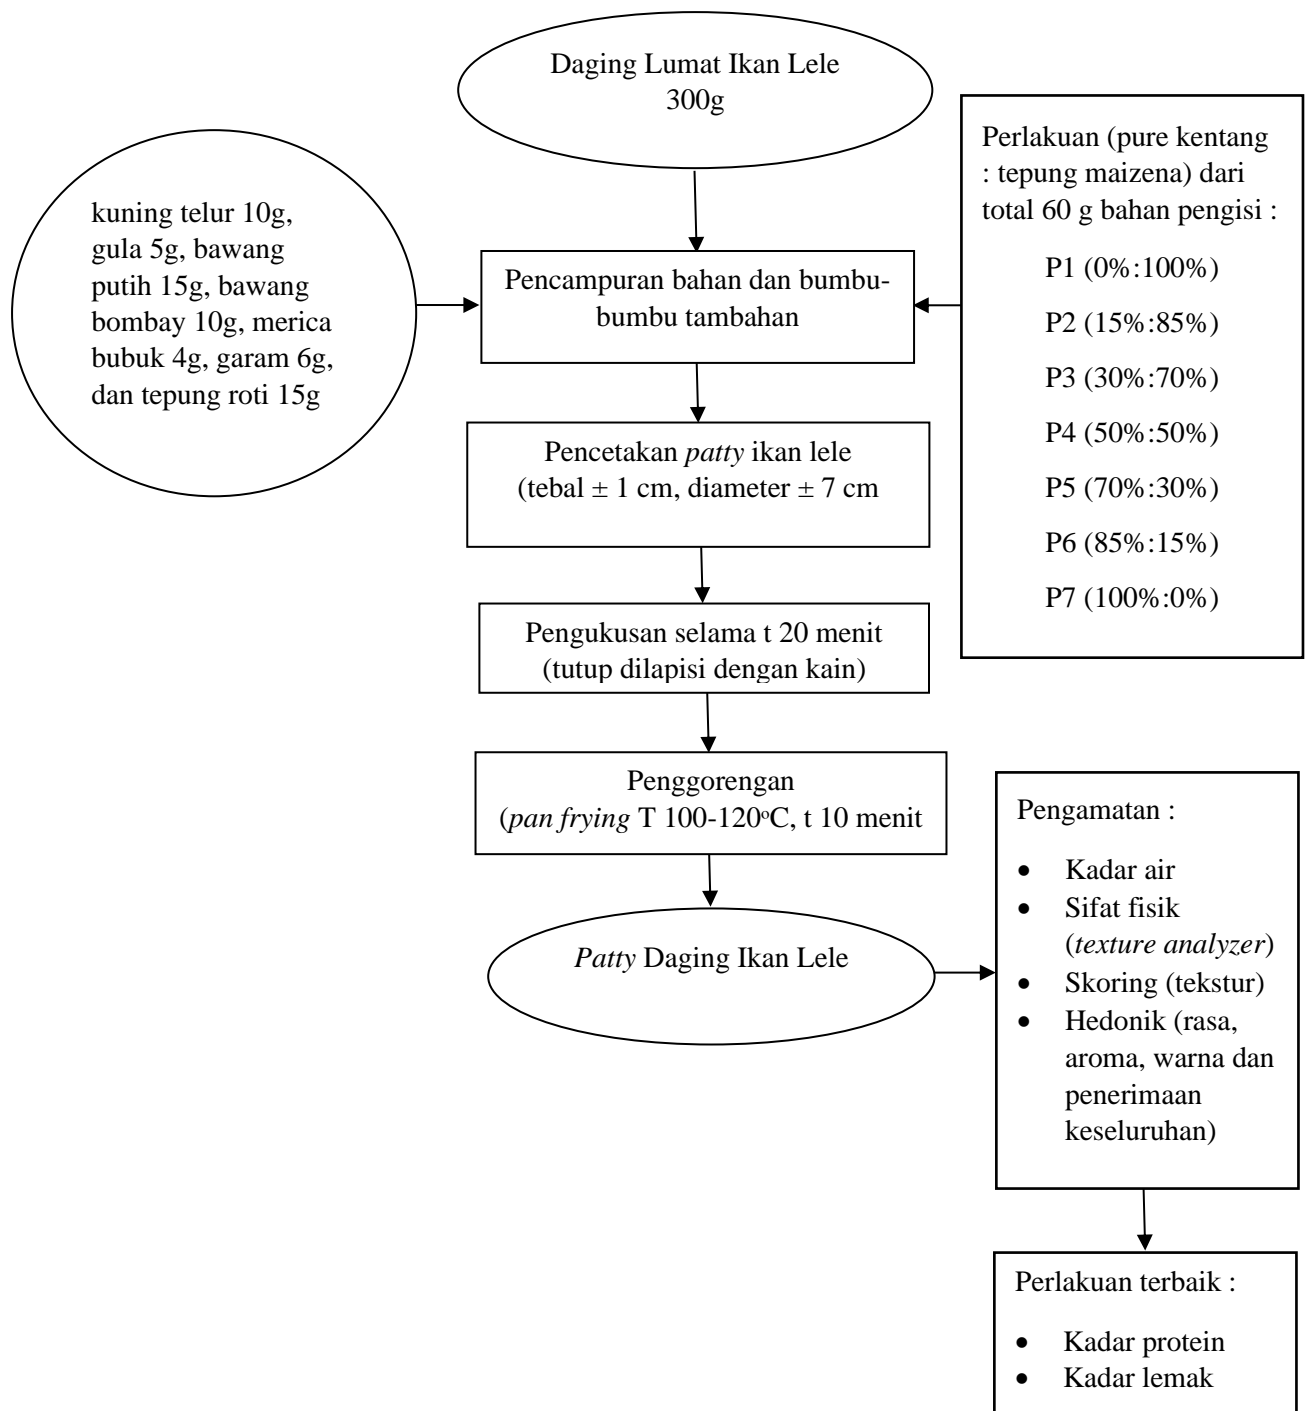 Daging Lumat Ikan Lele
300g
kuning telur 10g,
gula 5g, bawang
putih 15g, bawang
bombay 10g, merica
bubuk 4g, garam 6g,
dan tepung roti 15g
Perlakuan (pure kentang
: tepung maizena) dari
total 60 g bahan pengisi :
P1 (0%:100%)
P2 (15%:85%)
P3 (30%:70%)
P4 (50%:50%)
P5 (70%:30%)
P6 (85%:15%)
P7 (100%:0%)
Pencampuran bahan dan bumbu-
bumbu tambahan
Pencetakan patty ikan lele
(tebal ± 1 cm, diameter ± 7 cm
Pengukusan selama t 20 menit
(tutup dilapisi dengan kain)
Penggorengan
(pan frying T 100-120°C, t 10 menit
Patty Daging Ikan Lele
Pengamatan :
• Kadar air
• Sifat fisik
(texture analyzer)
• Skoring (tekstur)
• Hedonik (rasa,
aroma, warna dan
penerimaan
keseluruhan)
Perlakuan terbaik :
• Kadar protein
• Kadar lemak